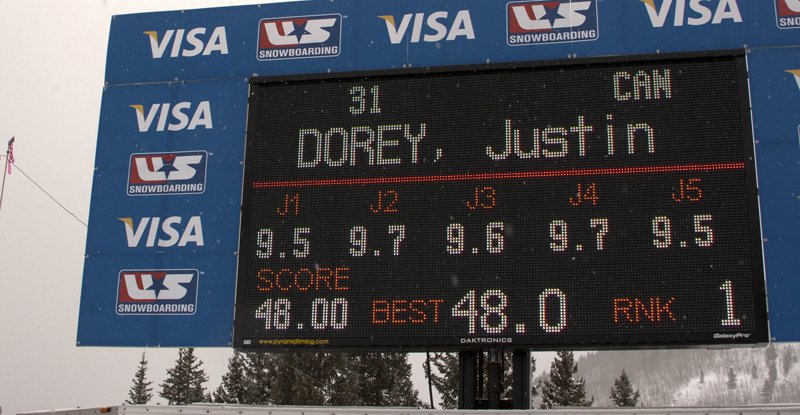 VISA US SNOWBOARDING VISA US SNOWBOARDING VISA
VISA
US
SNOWBOARDING
VISA
US
SNOWBOARDING
31 CAN
DOREY, Justin
J1 J2 J3 J4 J5
9.5 9.7 9.6 9.7 9.5
SCORE
48.00 BEST 48.0 RNK 1
www.pyramidtiming.com DAKTRONICS GalaxyPro